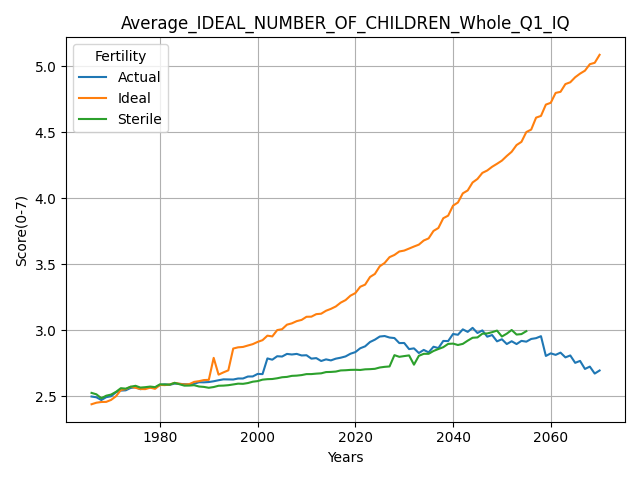 Average_IDEAL_NUMBER_OF_CHILDREN_Whole_Q1_IQ
Fertility
Actual
Ideal
Sterile
5.0
4.5
4.0
3.5
3.0
2.5
Score(0-7)
1980 2000 2020 2040 2060
Years